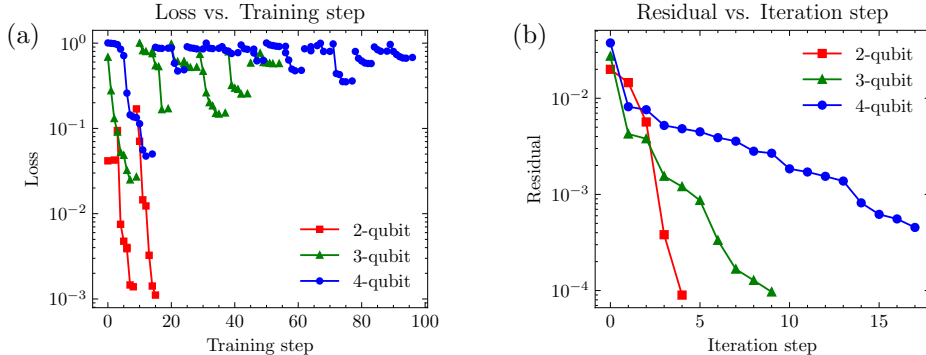 (a)
Loss vs. Training step
Loss
10⁰
10⁻¹
10⁻²
10⁻³
2-qubit
3-qubit
4-qubit
0 20 40 60 80 100
Training step
(b)
Residual vs. Iteration step
Residual
10⁻²
10⁻³
10⁻⁴
2-qubit
3-qubit
4-qubit
0 5 10 15
Iteration step